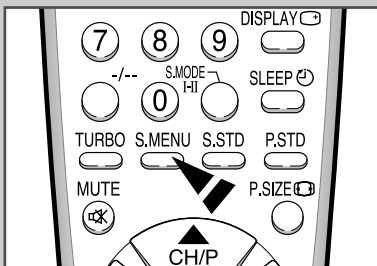 DISPLAY
7 8 9
-/-- S.MODE SLEEP
I-II
0
TURBO S.MENU S.STD P.STD
MUTE P.SIZE
CH/P